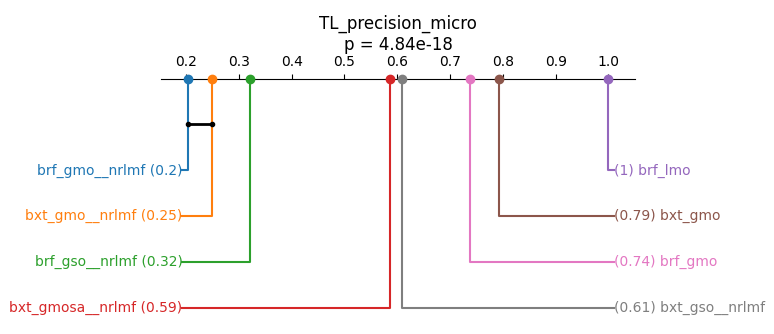 TL_precision_micro
p = 4.84e-18
0.2 0.3 0.4 0.5 0.6 0.7 0.8 0.9 1.0
brf_gmo__nrlmf (0.2) (1) brf_lmo
bxt_gmo__nrlmf (0.25) (0.79) bxt_gmo
brf_gso__nrlmf (0.32) (0.74) brf_gmo
bxt_gmosa__nrlmf (0.59) (0.61) bxt_gso__nrlmf